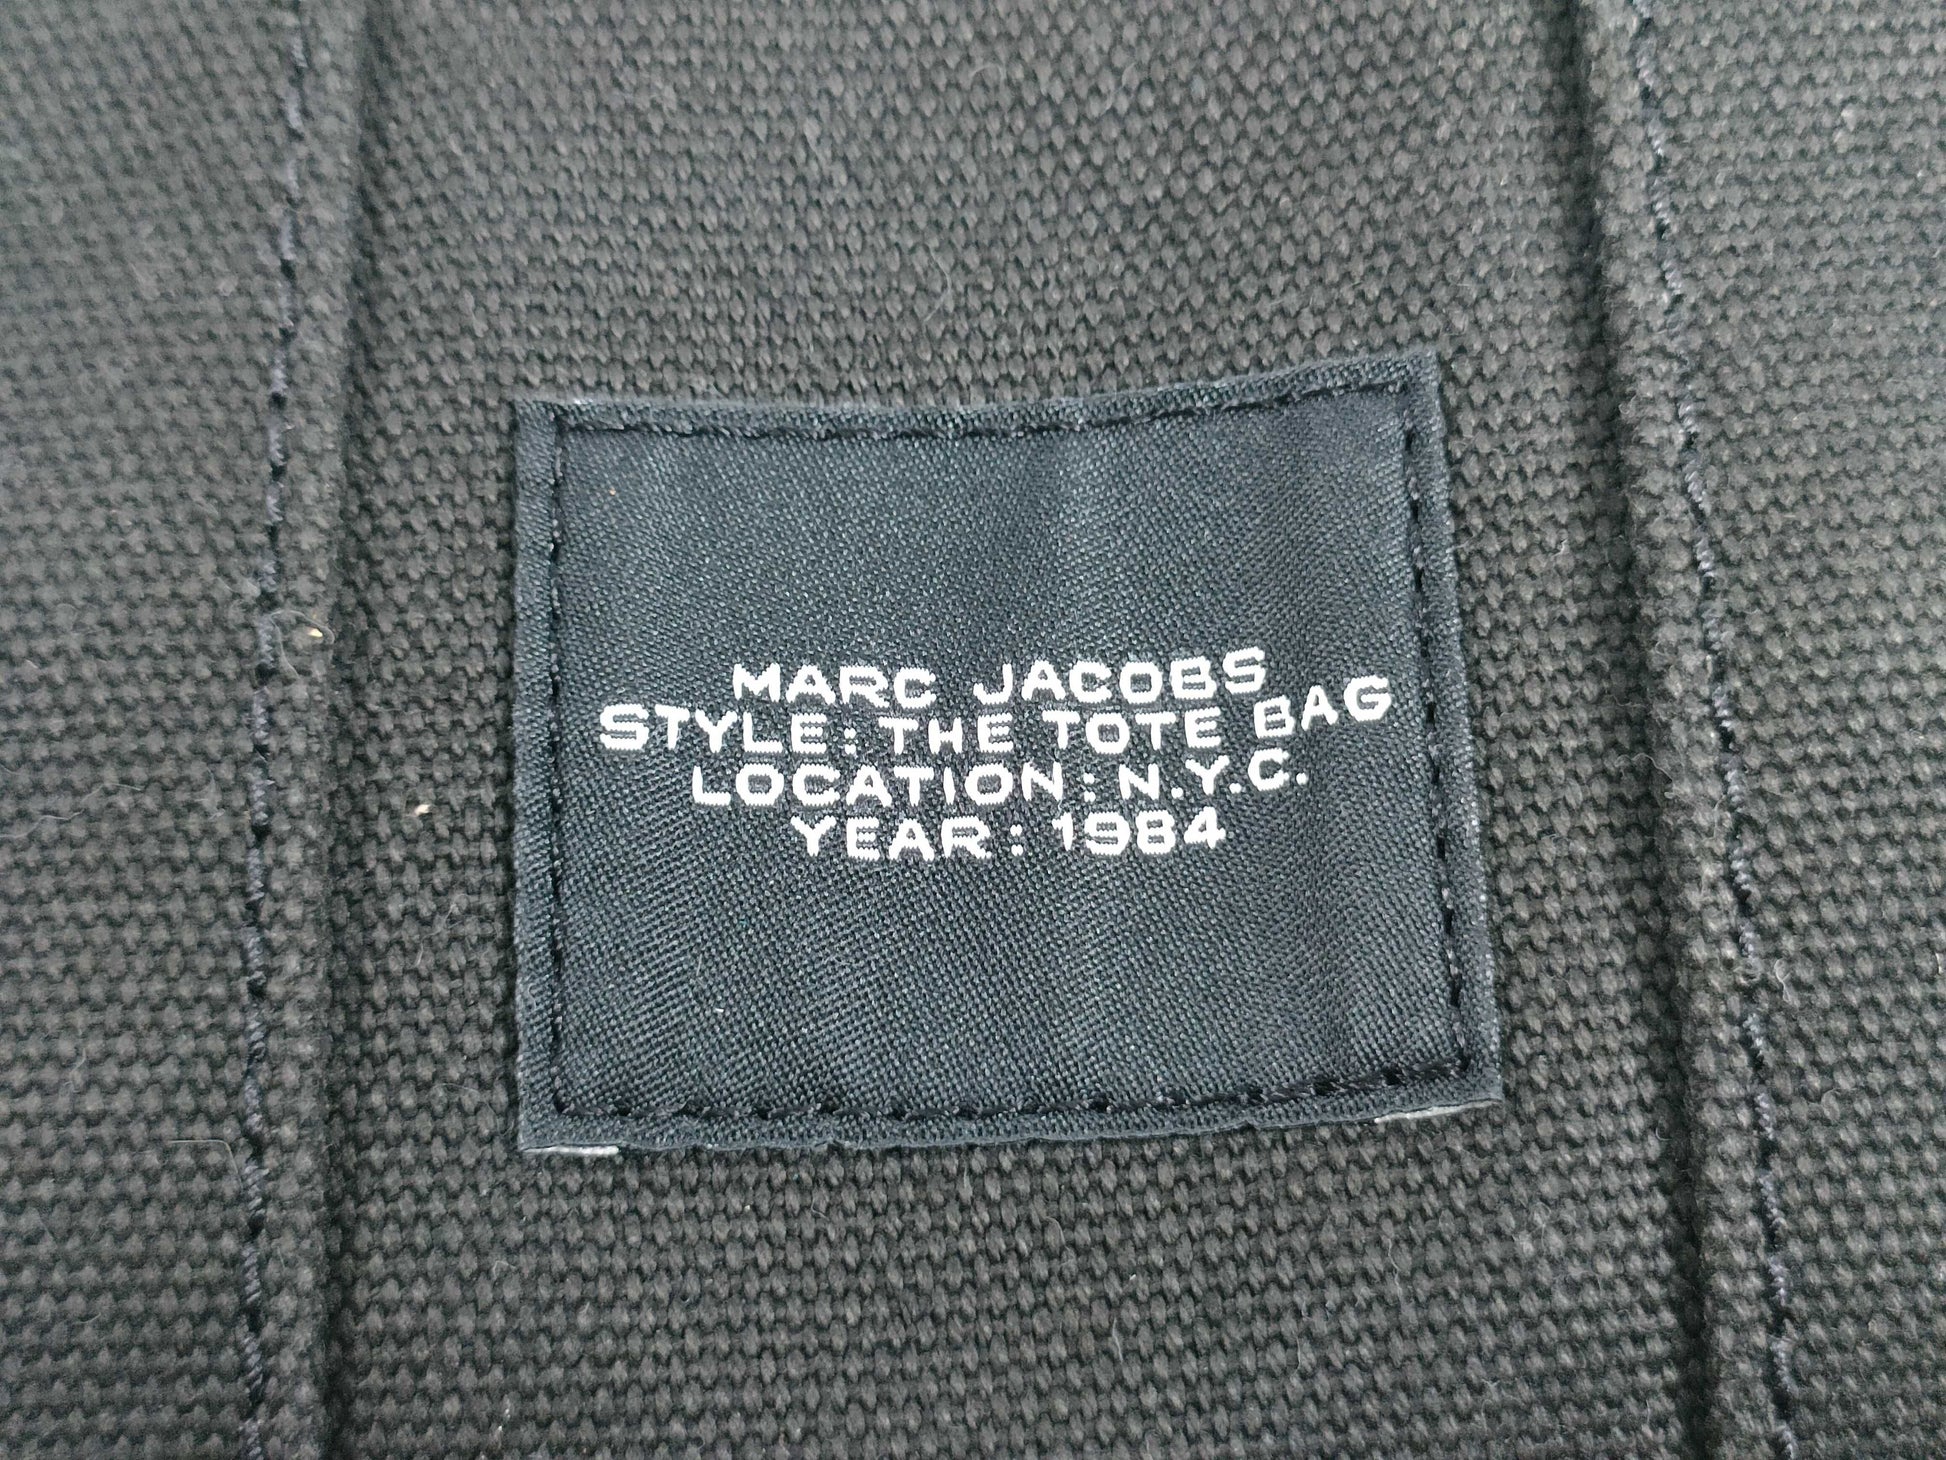 MARC JACOBS
STYLE: THE TOTE BAG
LOCATION: N.Y.C.
YEAR: 1984